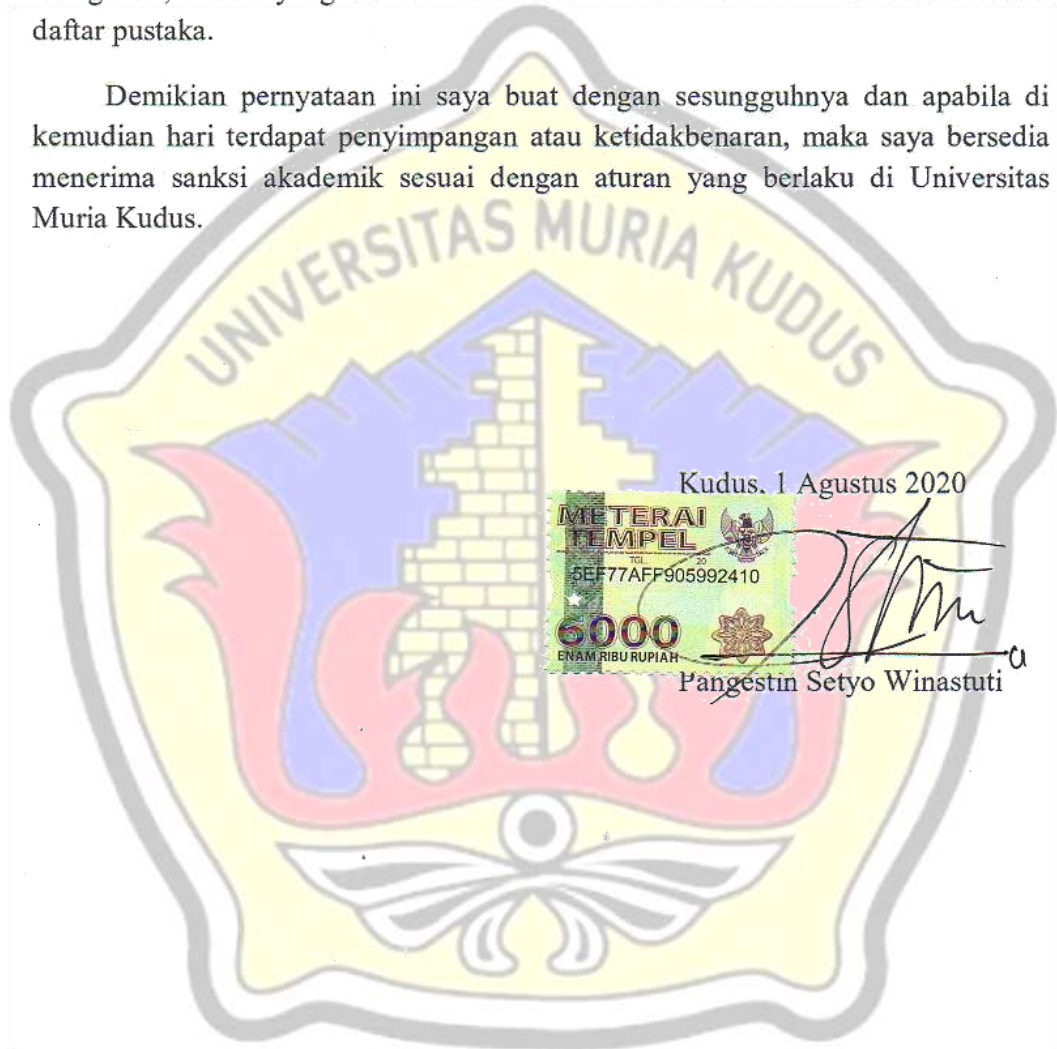 daftar pustaka.
Demikian pernyataan ini saya buat dengan sesungguhnya dan apabila di
kemudian hari terdapat penyimpangan atau ketidakbenaran, maka saya bersedia
menerima sanksi akademik sesuai dengan aturan yang berlaku di Universitas
Muria Kudus.
UNIVERSITAS MURIA KUDUS
Kudus, 1 Agustus 2020
METERAI
TEMPEL
TGL. 20
5EF77AFF905992410
6000
ENAM RIBU RUPIAH
Pangestin Setyo Winastuti